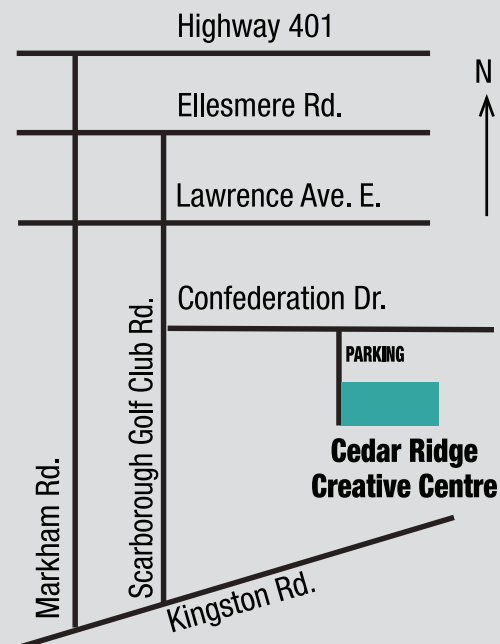 Highway 401
N
Ellesmere Rd.
Lawrence Ave. E.
Confederation Dr.
PARKING
Cedar Ridge
Creative Centre
Markham Rd.
Scarborough Golf Club Rd.
Kingston Rd.